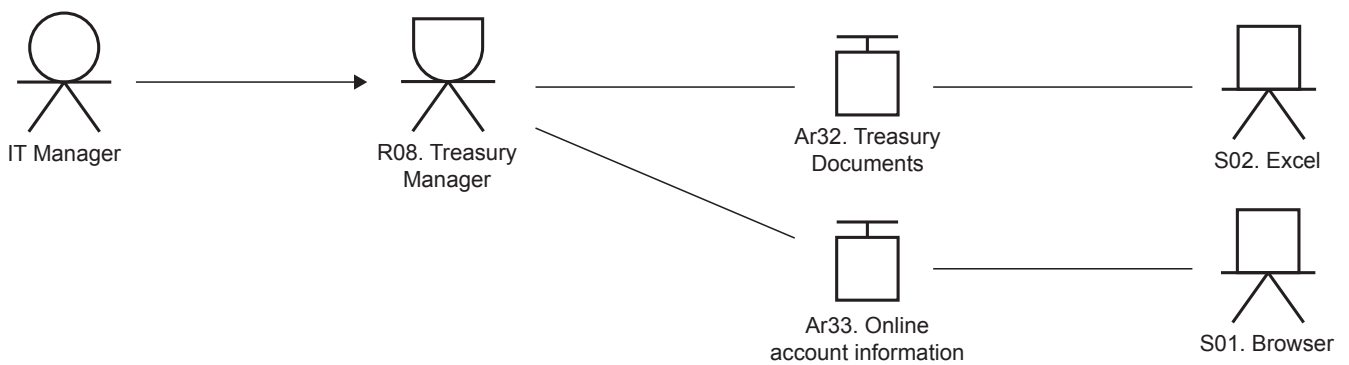 IT Manager
R08. Treasury
Manager
Ar32. Treasury
Documents
S02. Excel
Ar33. Online
account information
S01. Browser